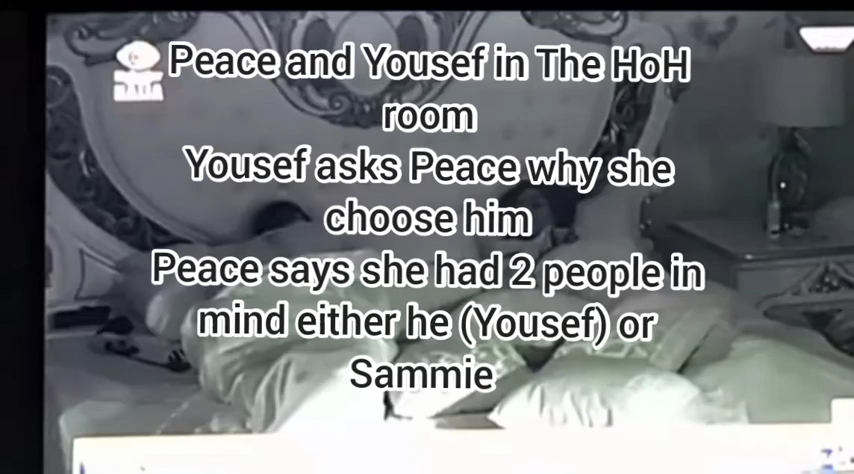 Peace and Yousef in The HoH
room
Yousef asks Peace why she
choose him
Peace says she had 2 people in
mind either he (Yousef) or
Sammie